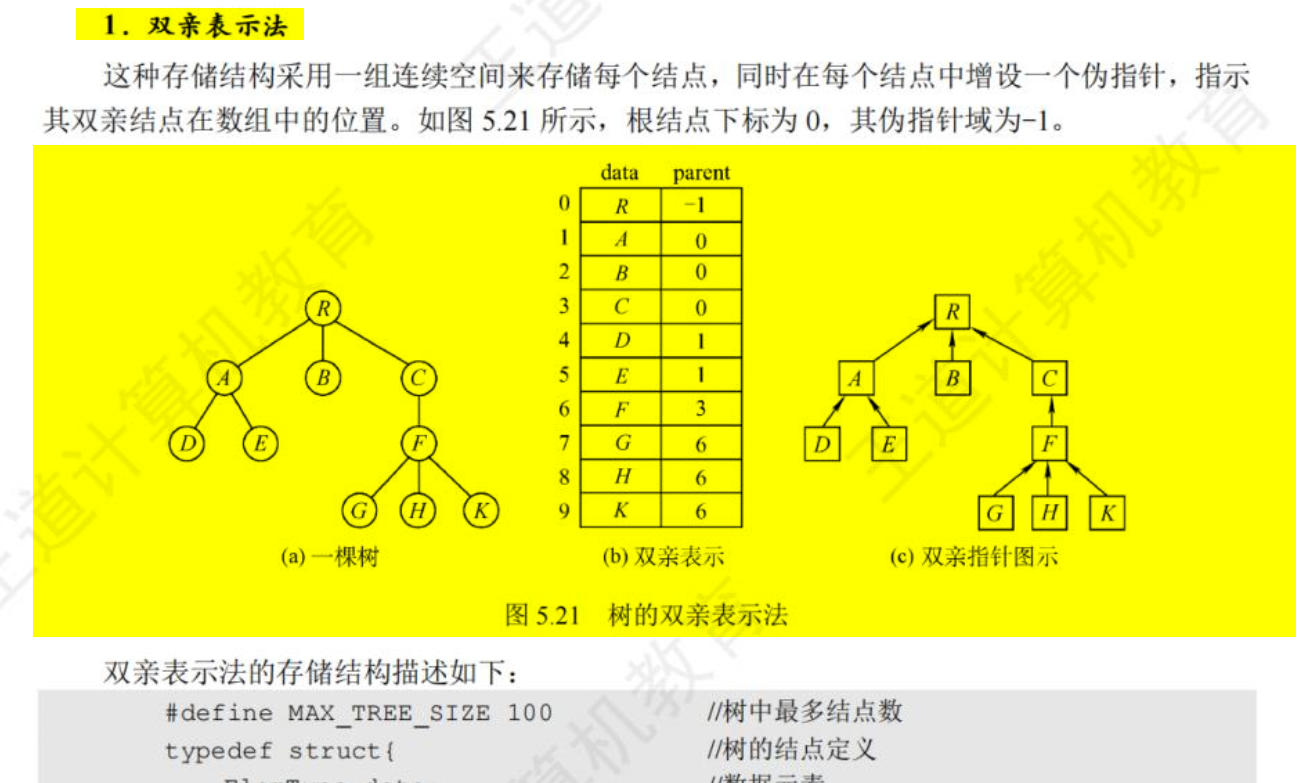 1．双亲表示法
这种存储结构采用一组连续空间来存储每个结点，同时在每个结点中增设一个伪指针，指示
其双亲结点在数组中的位置。如图 5.21 所示，根结点下标为 0，其伪指针域为−1。
R
A B C
D E F
G H K
(a) 一棵树
data parent
0 R −1
1 A 0
2 B 0
3 C 0
4 D 1
5 E 1
6 F 3
7 G 6
8 H 6
9 K 6
(b) 双亲表示
R
A B C
D E F
G H K
(c) 双亲指针图示
图 5.21 树的双亲表示法
双亲表示法的存储结构描述如下：
#define MAX_TREE_SIZE 100 //树中最多结点数
typedef struct{ //树的结点定义
王道计算机教育